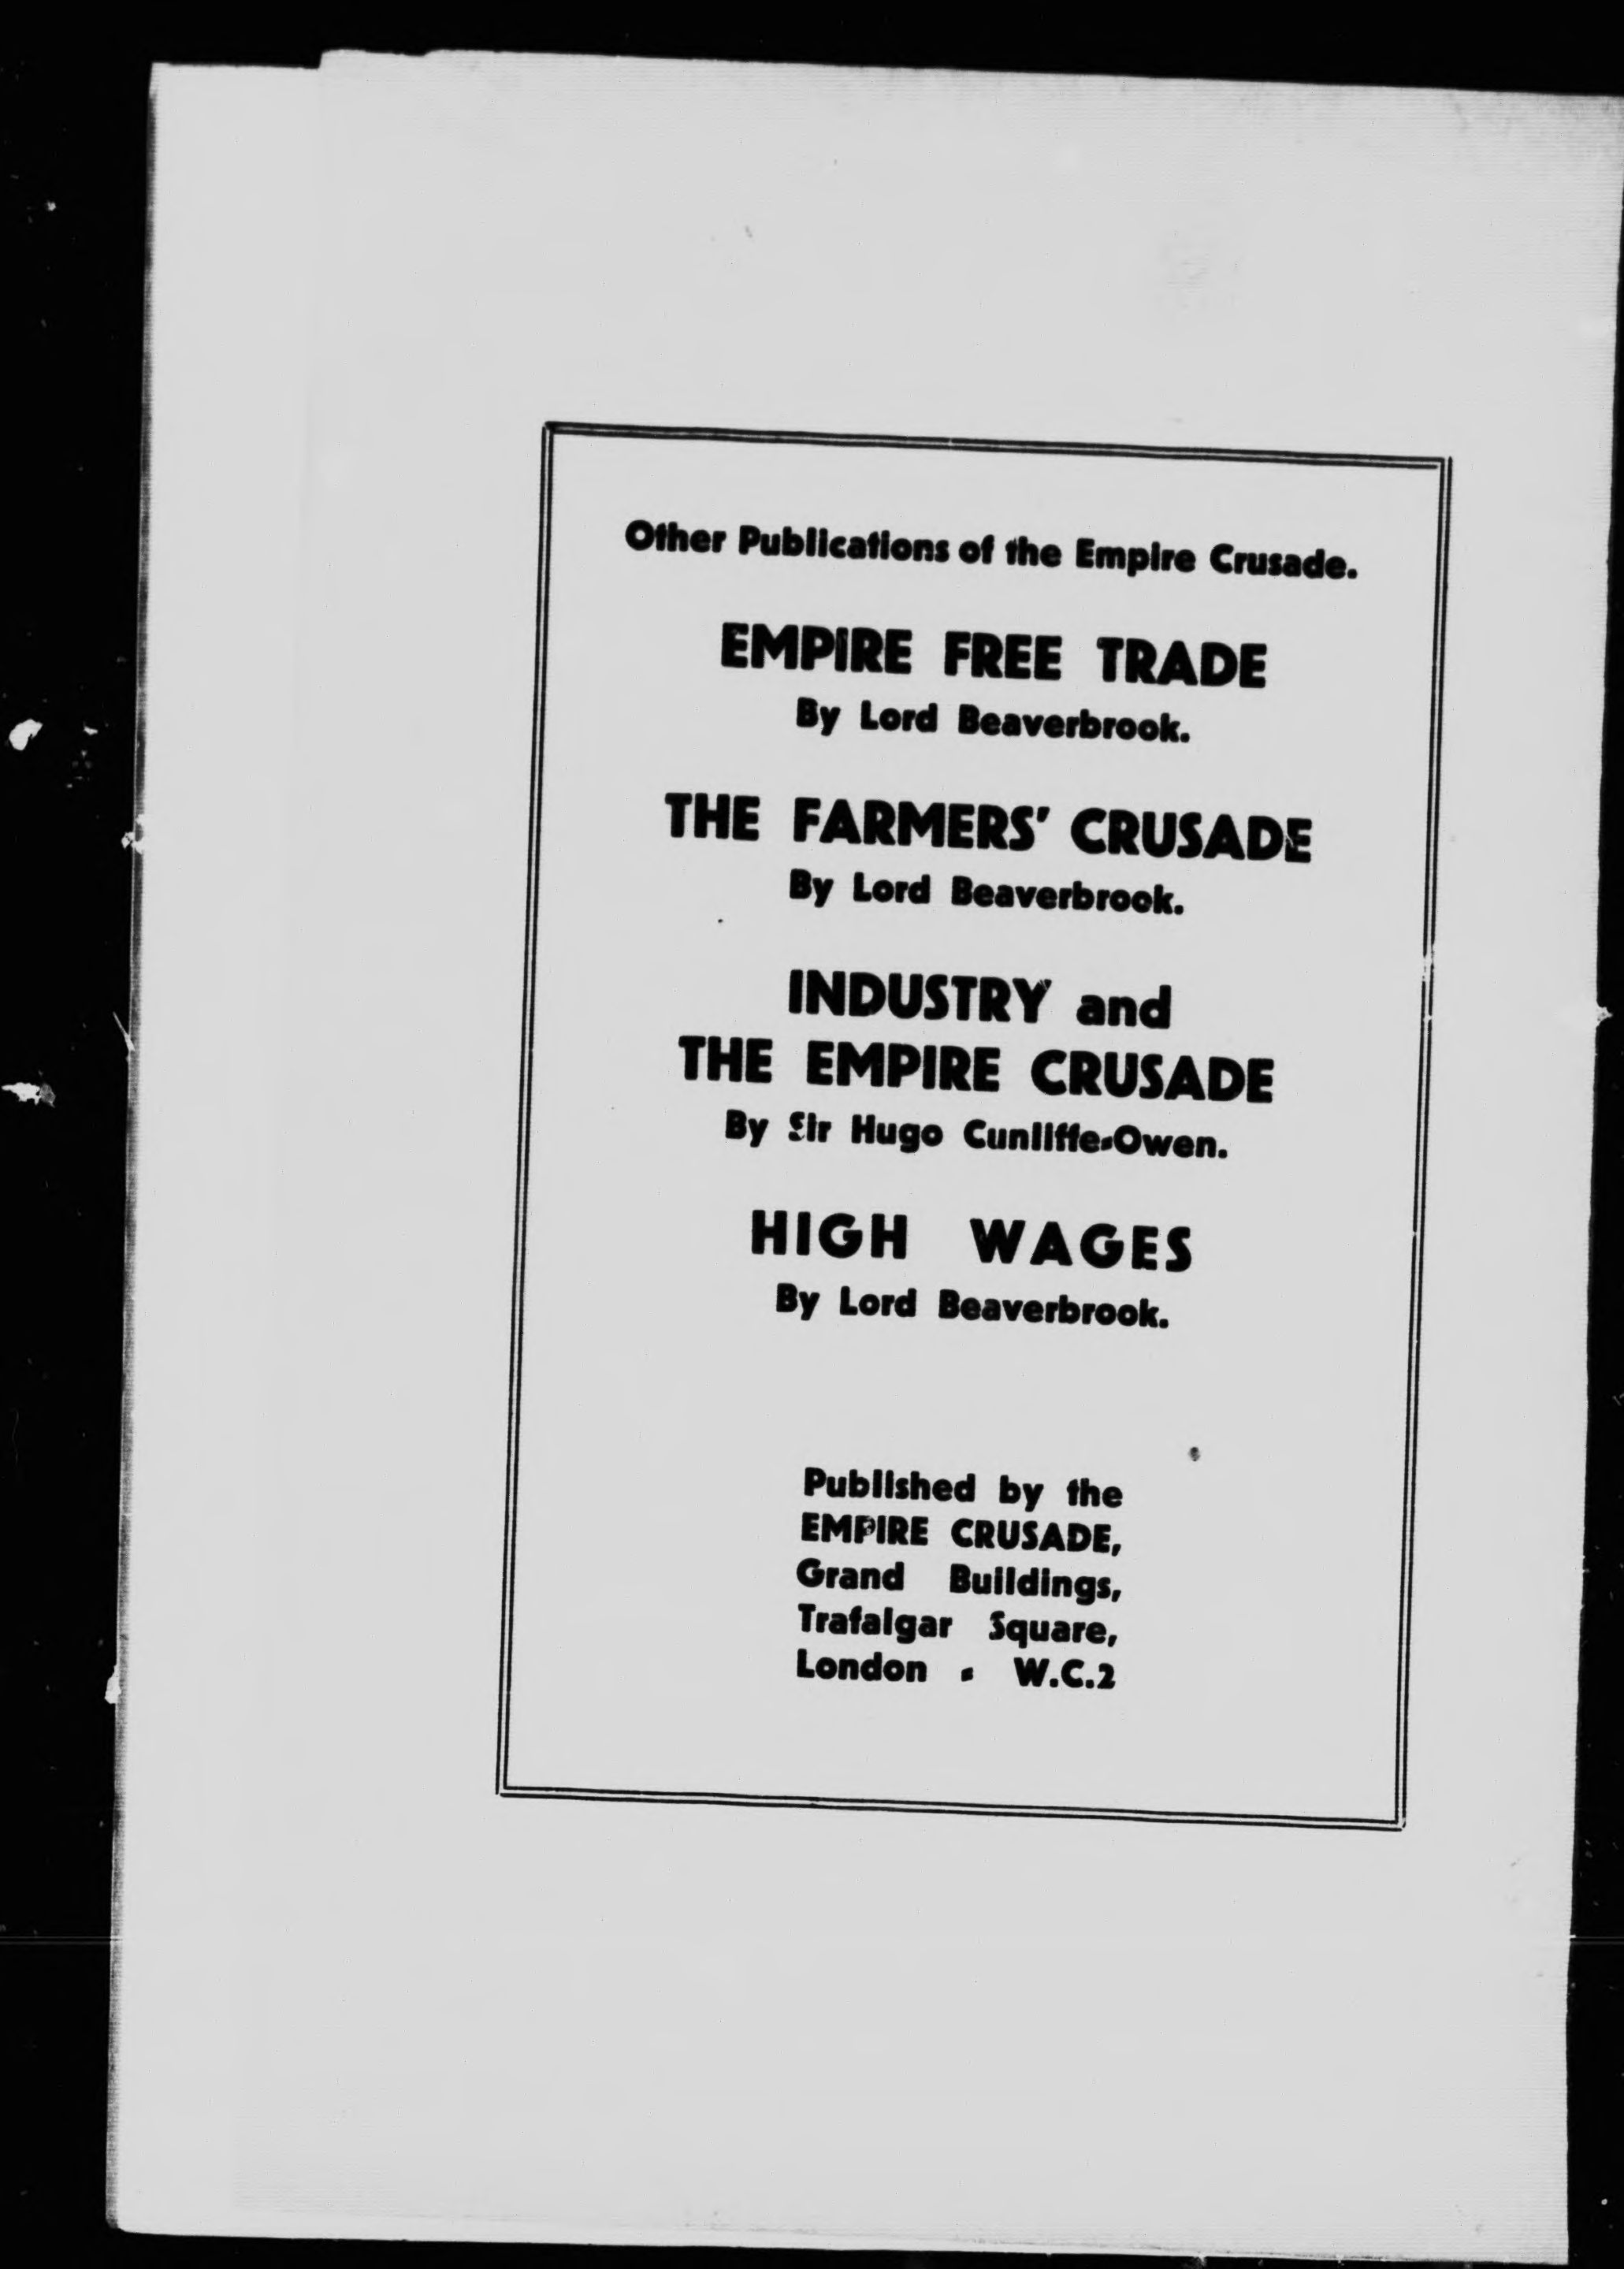 Other Publications of the Empire Crusade.
EMPIRE FREE TRADE
By Lord Beaverbrook.
THE FARMERS' CRUSADE
By Lord Beaverbrook.
INDUSTRY and
THE EMPIRE CRUSADE
By Sir Hugo Cunliffe-Owen.
HIGH WAGES
By Lord Beaverbrook.
Published by the
EMPIRE CRUSADE,
Grand Buildings,
Trafalgar Square,
London - W.C.2